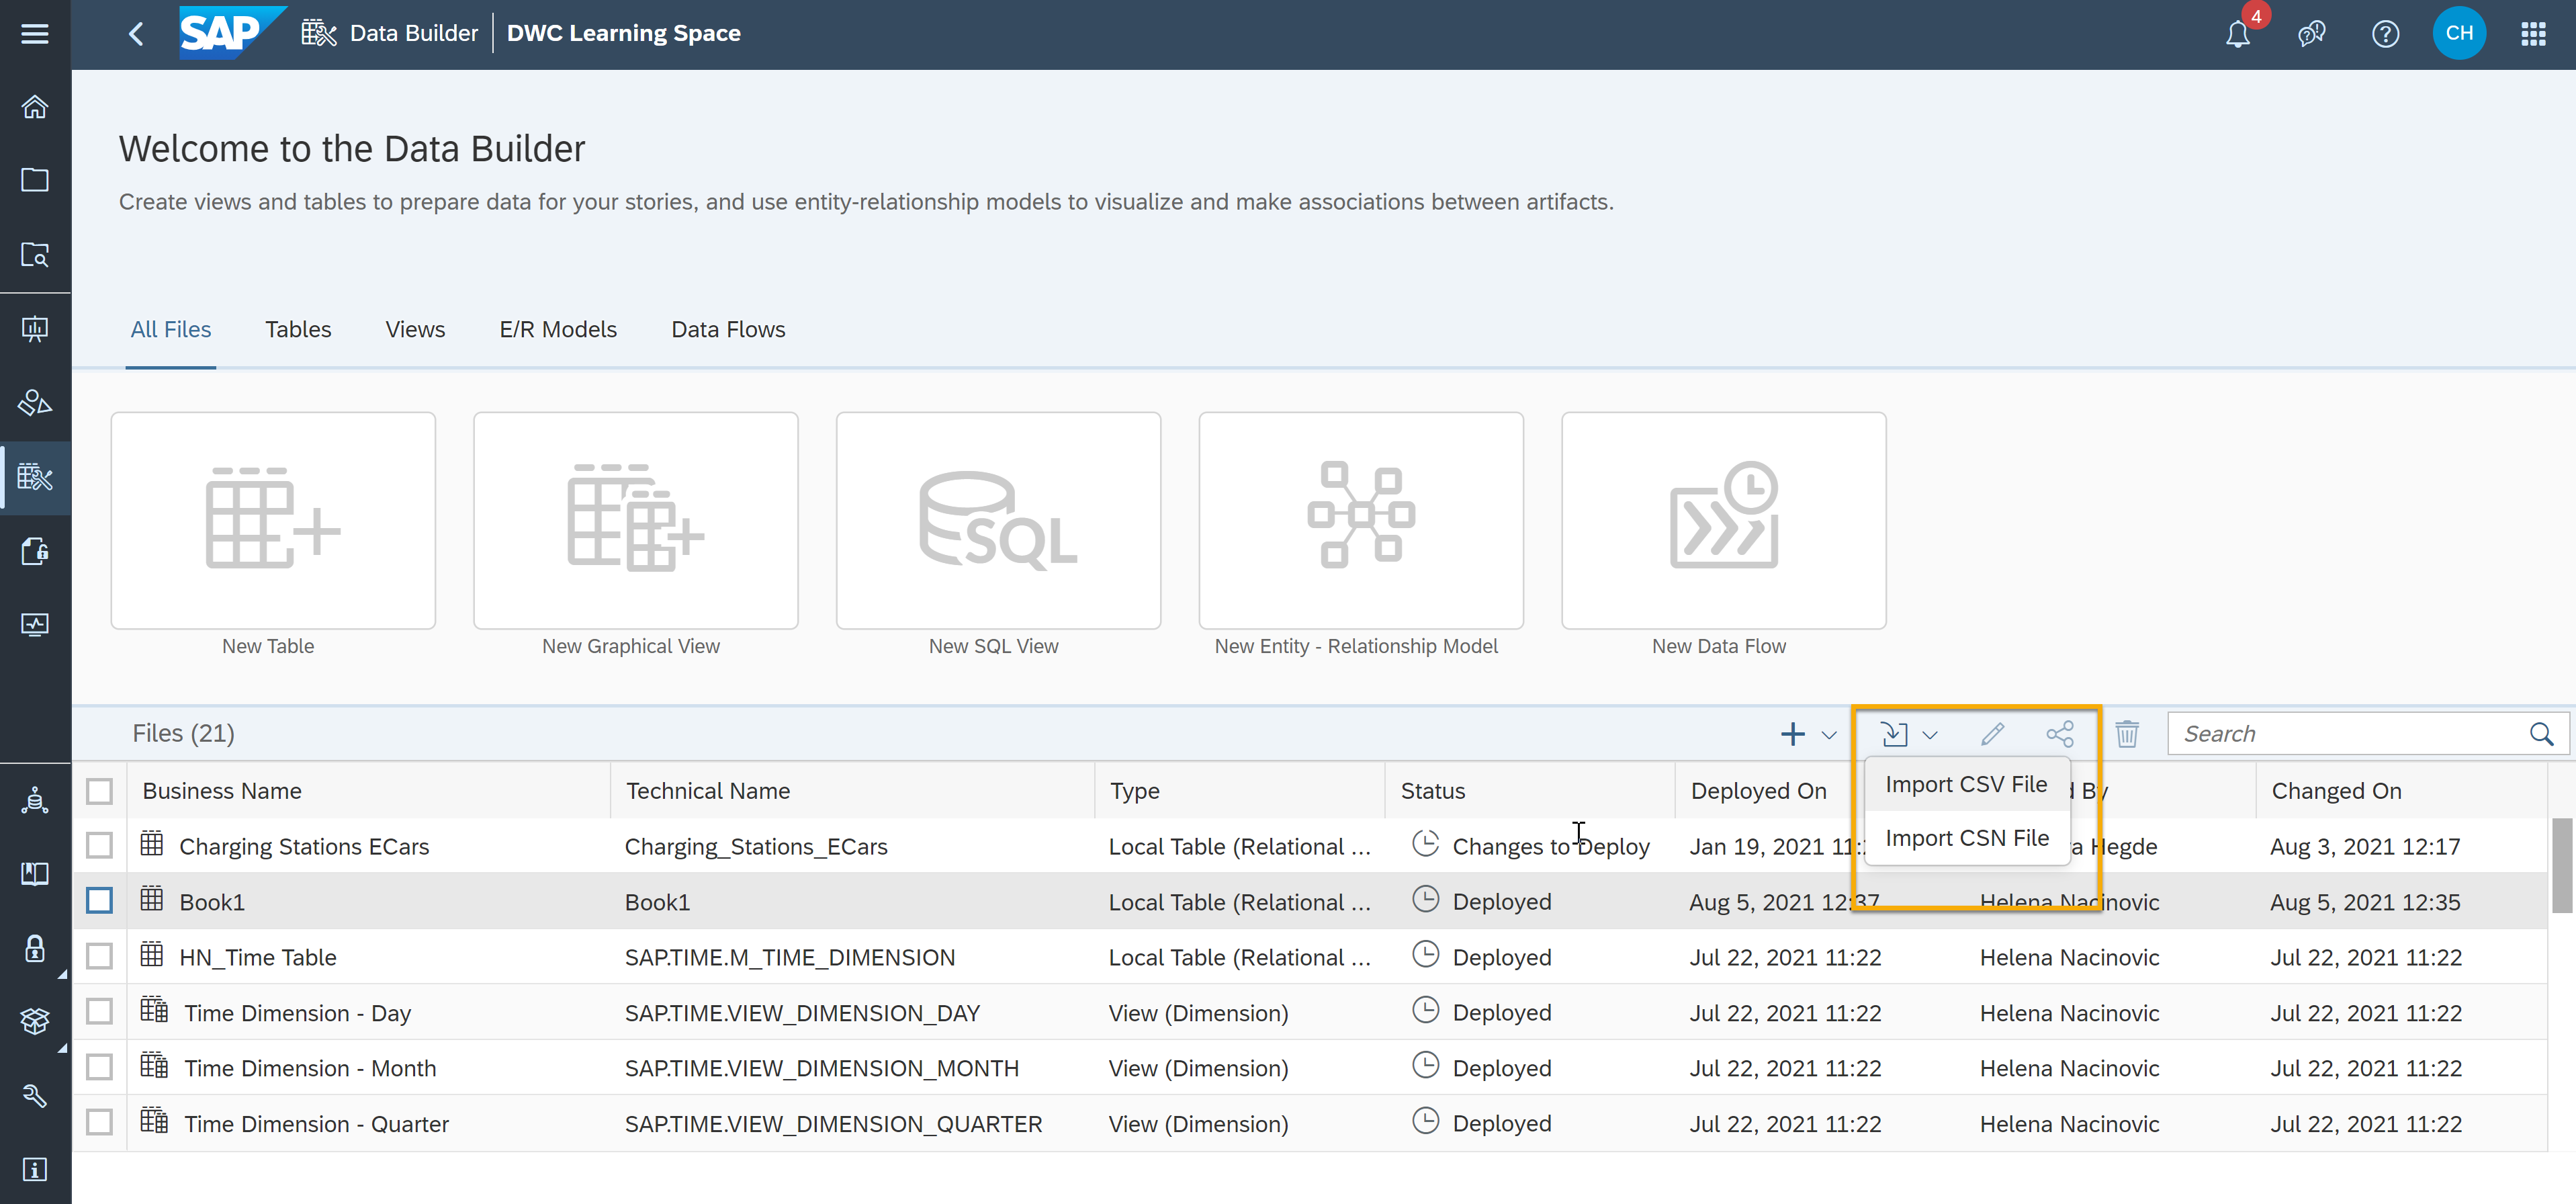 SAP Data Builder DWC Learning Space 4 CH
Welcome to the Data Builder
Create views and tables to prepare data for your stories, and use entity-relationship models to visualize and make associations between artifacts.
All Files Tables Views E/R Models Data Flows
SQL
New Table New Graphical View New SQL View New Entity - Relationship Model New Data Flow
Files (21) Search
Business Name Technical Name Type Status Deployed On Import CSV File d By Changed On
Import CSN File
Charging Stations ECars Charging_Stations_ECars Local Table (Relational ... Changes to Deploy Jan 19, 2021 11: a Hegde Aug 3, 2021 12:17
Book1 Book1 Local Table (Relational ... Deployed Aug 5, 2021 12:37 Helena Nacinovic Aug 5, 2021 12:35
HN_Time Table SAP.TIME.M_TIME_DIMENSION Local Table (Relational ... Deployed Jul 22, 2021 11:22 Helena Nacinovic Jul 22, 2021 11:22
Time Dimension - Day SAP.TIME.VIEW_DIMENSION_DAY View (Dimension) Deployed Jul 22, 2021 11:22 Helena Nacinovic Jul 22, 2021 11:22
Time Dimension - Month SAP.TIME.VIEW_DIMENSION_MONTH View (Dimension) Deployed Jul 22, 2021 11:22 Helena Nacinovic Jul 22, 2021 11:22
Time Dimension - Quarter SAP.TIME.VIEW_DIMENSION_QUARTER View (Dimension) Deployed Jul 22, 2021 11:22 Helena Nacinovic Jul 22, 2021 11:22